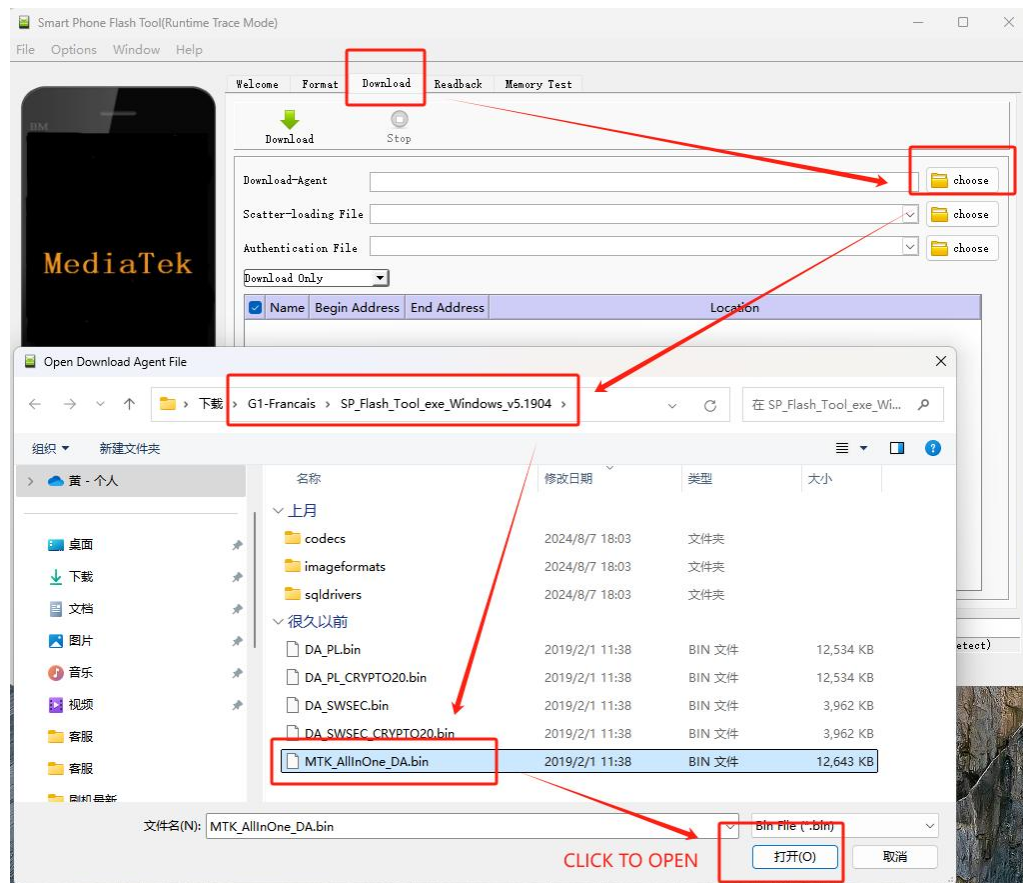 Smart Phone Flash Tool(Runtime Trace Mode)
File Options Window Help
Welcome Format Download Readback Memory Test
BM
Download Stop
Download-Agent choose
Scatter-loading File choose
Authentication File choose
MediaTek
Download Only
Name Begin Address End Address Location
Open Download Agent File
下载 › G1-Francais › SP_Flash_Tool_exe_Windows_v5.1904 ›
在 SP_Flash_Tool_exe_Wi...
组织 新建文件夹
黄 - 个人
名称 修改日期 类型 大小
上月
桌面
codecs 2024/8/7 18:03 文件夹
下载
imageformats 2024/8/7 18:03 文件夹
文档
sqldrivers 2024/8/7 18:03 文件夹
很久以前
图片
DA_PL.bin 2019/2/1 11:38 BIN 文件 12,534 KB
etect)
音乐
DA_PL_CRYPTO20.bin 2019/2/1 11:38 BIN 文件 12,534 KB
视频
DA_SWSEC.bin 2019/2/1 11:38 BIN 文件 3,962 KB
客服
DA_SWSEC_CRYPTO20.bin 2019/2/1 11:38 BIN 文件 3,962 KB
客服
MTK_AllInOne_DA.bin 2019/2/1 11:38 BIN 文件 12,643 KB
文件名(N): MTK_AllInOne_DA.bin Bin File (*.bin)
CLICK TO OPEN
打开(O) 取消